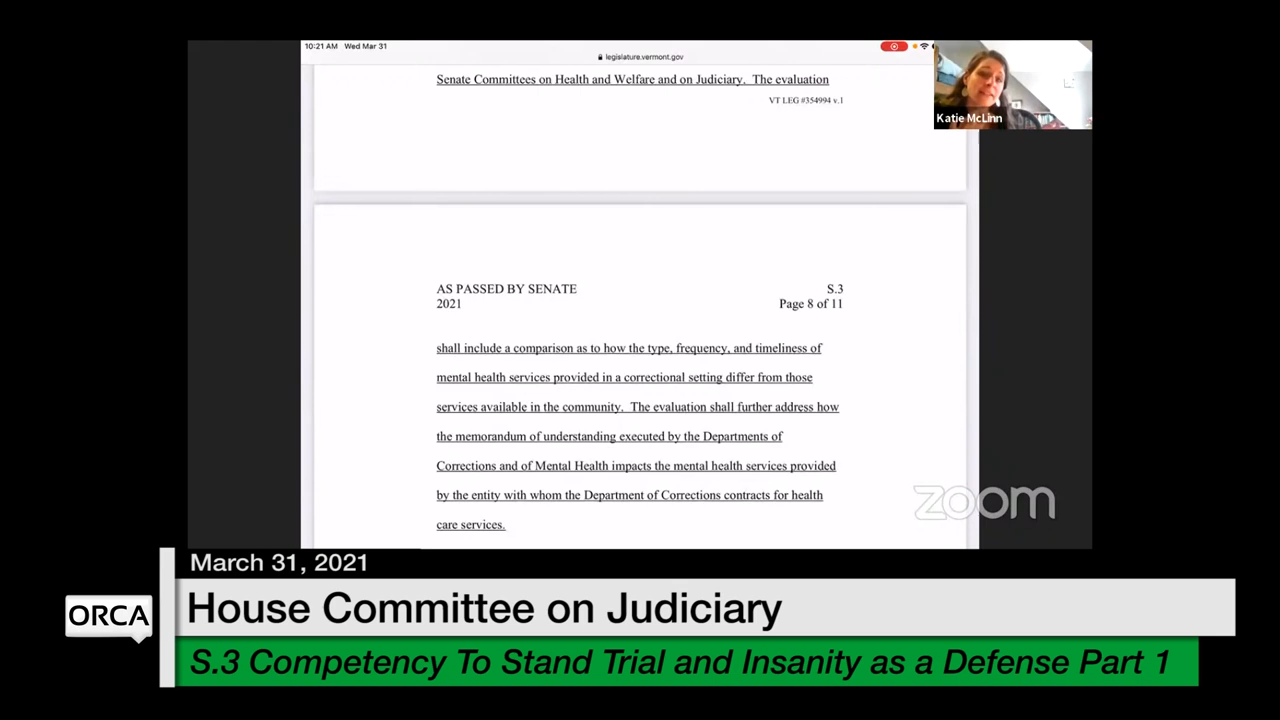 10:21 AM Wed Mar 31
legislature.vermont.gov
Senate Committees on Health and Welfare and on Judiciary. The evaluation
VT LEG #354994 v.1
Katie McLinn
AS PASSED BY SENATE S.3
2021 Page 8 of 11
shall include a comparison as to how the type, frequency, and timeliness of
mental health services provided in a correctional setting differ from those
services available in the community. The evaluation shall further address how
the memorandum of understanding executed by the Departments of
Corrections and of Mental Health impacts the mental health services provided
by the entity with whom the Department of Corrections contracts for health
care services.
zoom
March 31, 2021
ORCA
House Committee on Judiciary
S.3 Competency To Stand Trial and Insanity as a Defense Part 1